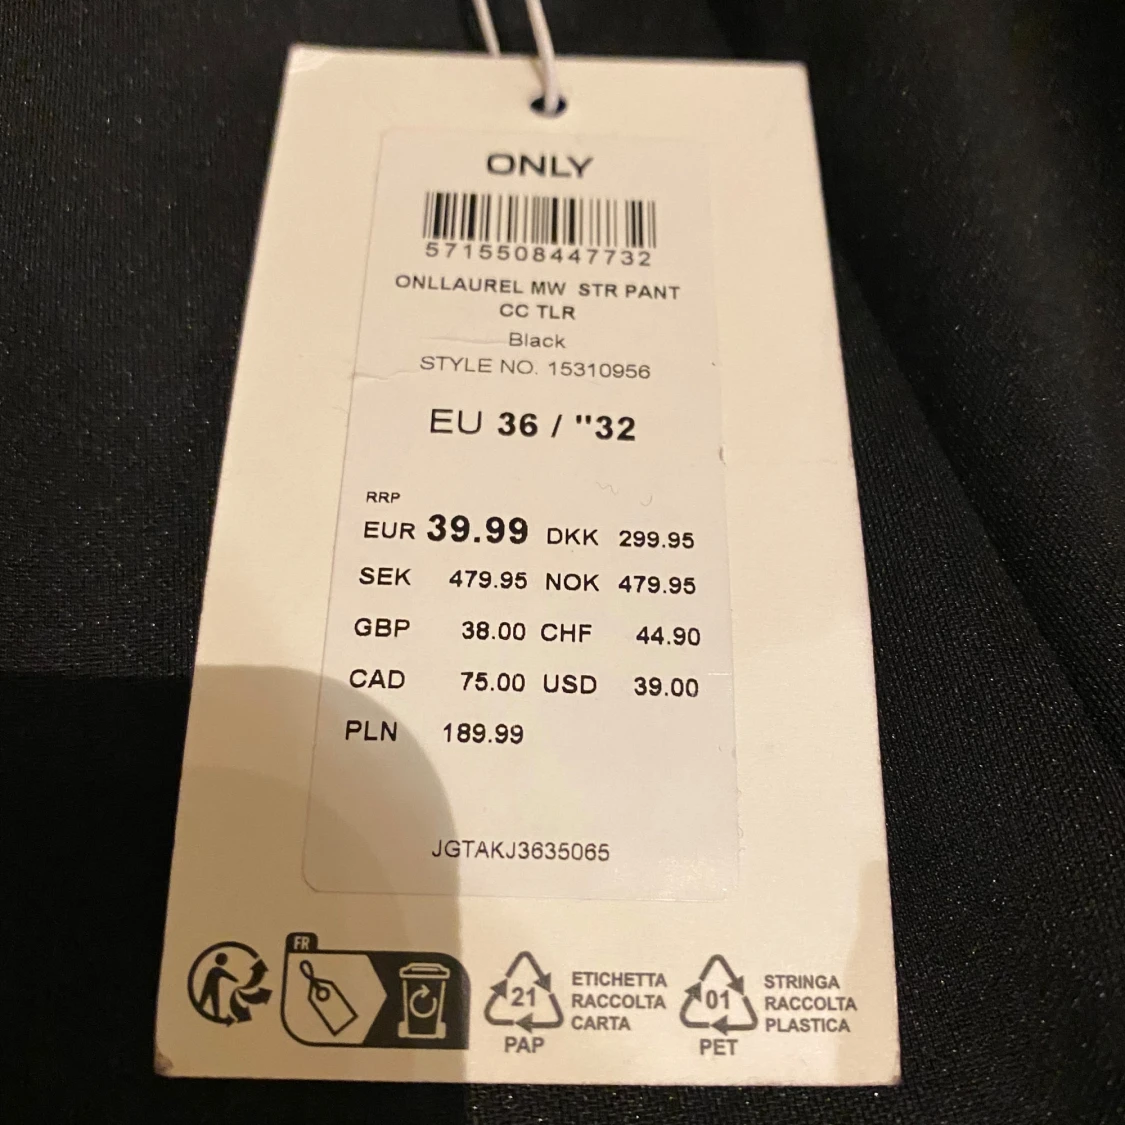 ONLY
5715508447732
ONLLAUREL MW STR PANT
CC TLR
Black
STYLE NO. 15310956
EU 36 / "32
RRP
EUR 39.99 DKK 299.95
SEK 479.95 NOK 479.95
GBP 38.00 CHF 44.90
CAD 75.00 USD 39.00
PLN 189.99
JGTAKJ3635065
FR
21
PAP
ETICHETTA
RACCOLTA
CARTA
01
PET
STRINGA
RACCOLTA
PLASTICA